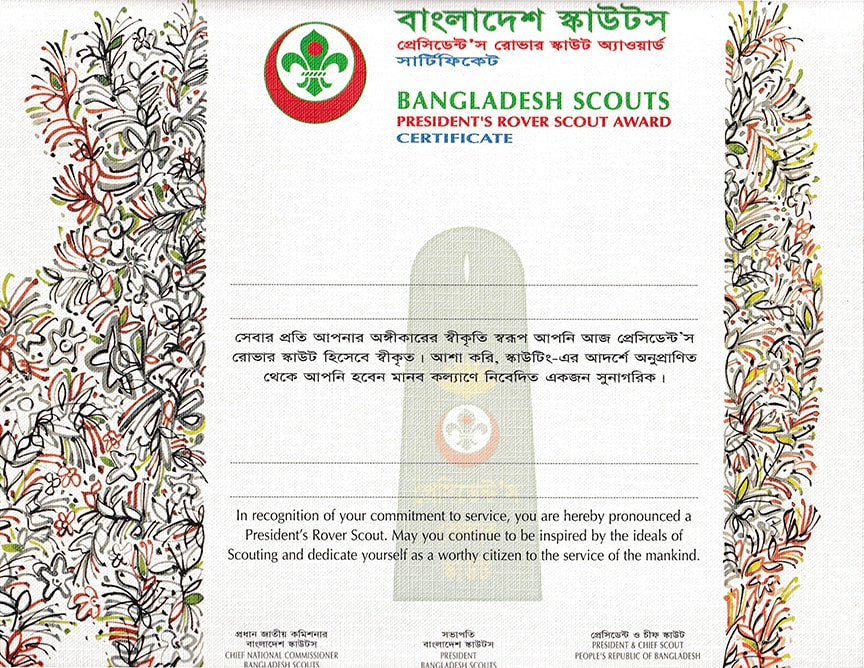 বাংলাদেশ স্কাউটস
প্রেসিডেন্ট'স রোভার স্কাউট অ্যাওয়ার্ড
সার্টিফিকেট
BANGLADESH SCOUTS
PRESIDENT'S ROVER SCOUT AWARD
CERTIFICATE
সেবার প্রতি আপনার অঙ্গীকারের স্বীকৃতি স্বরূপ আপনি আজ প্রেসিডেন্ট'স
রোভার স্কাউট হিসেবে স্বীকৃত। আশা করি, স্কাউটিং-এর আদর্শে অনুপ্রাণিত
থেকে আপনি হবেন মানব কল্যাণে নিবেদিত একজন সুনাগরিক।
প্রেসিডেন্ট'স
In recognition of your commitment to service, you are hereby pronounced a
President's Rover Scout. May you continue to be inspired by the ideals of
Scouting and dedicate yourself as a worthy citizen to the service of the mankind.
প্রধান জাতীয় কমিশনার
বাংলাদেশ স্কাউটস
CHIEF NATIONAL COMMISSIONER
BANGLADESH SCOUTS
সভাপতি
বাংলাদেশ স্কাউটস
PRESIDENT
BANGLADESH SCOUTS
প্রেসিডেন্ট ও চীফ স্কাউট
PRESIDENT & CHIEF SCOUT
PEOPLE'S REPUBLIC OF BANGLADESH